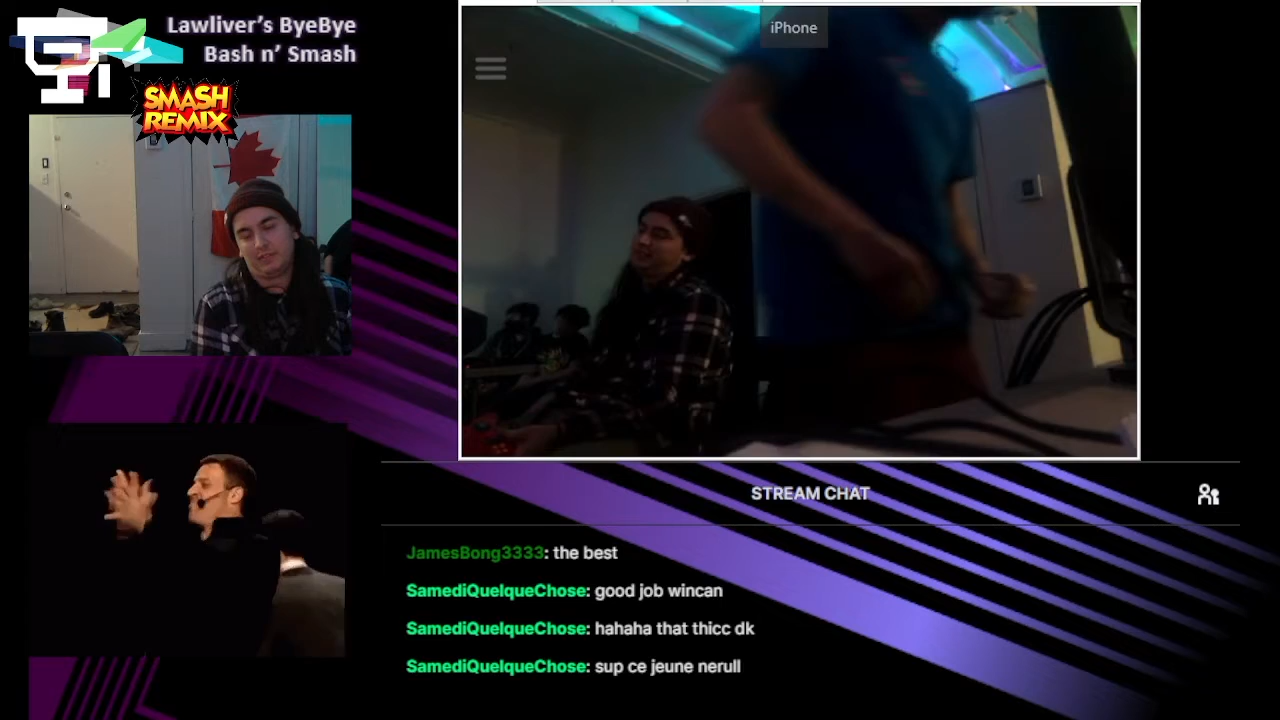 Lawliver's ByeBye
Bash n' Smash
SMASH
REMIX
iPhone
STREAM CHAT
JamesBong3333: the best
SamediQuelqueChose: good job wincan
SamediQuelqueChose: hahaha that thicc dk
SamediQuelqueChose: sup ce jeune nerull